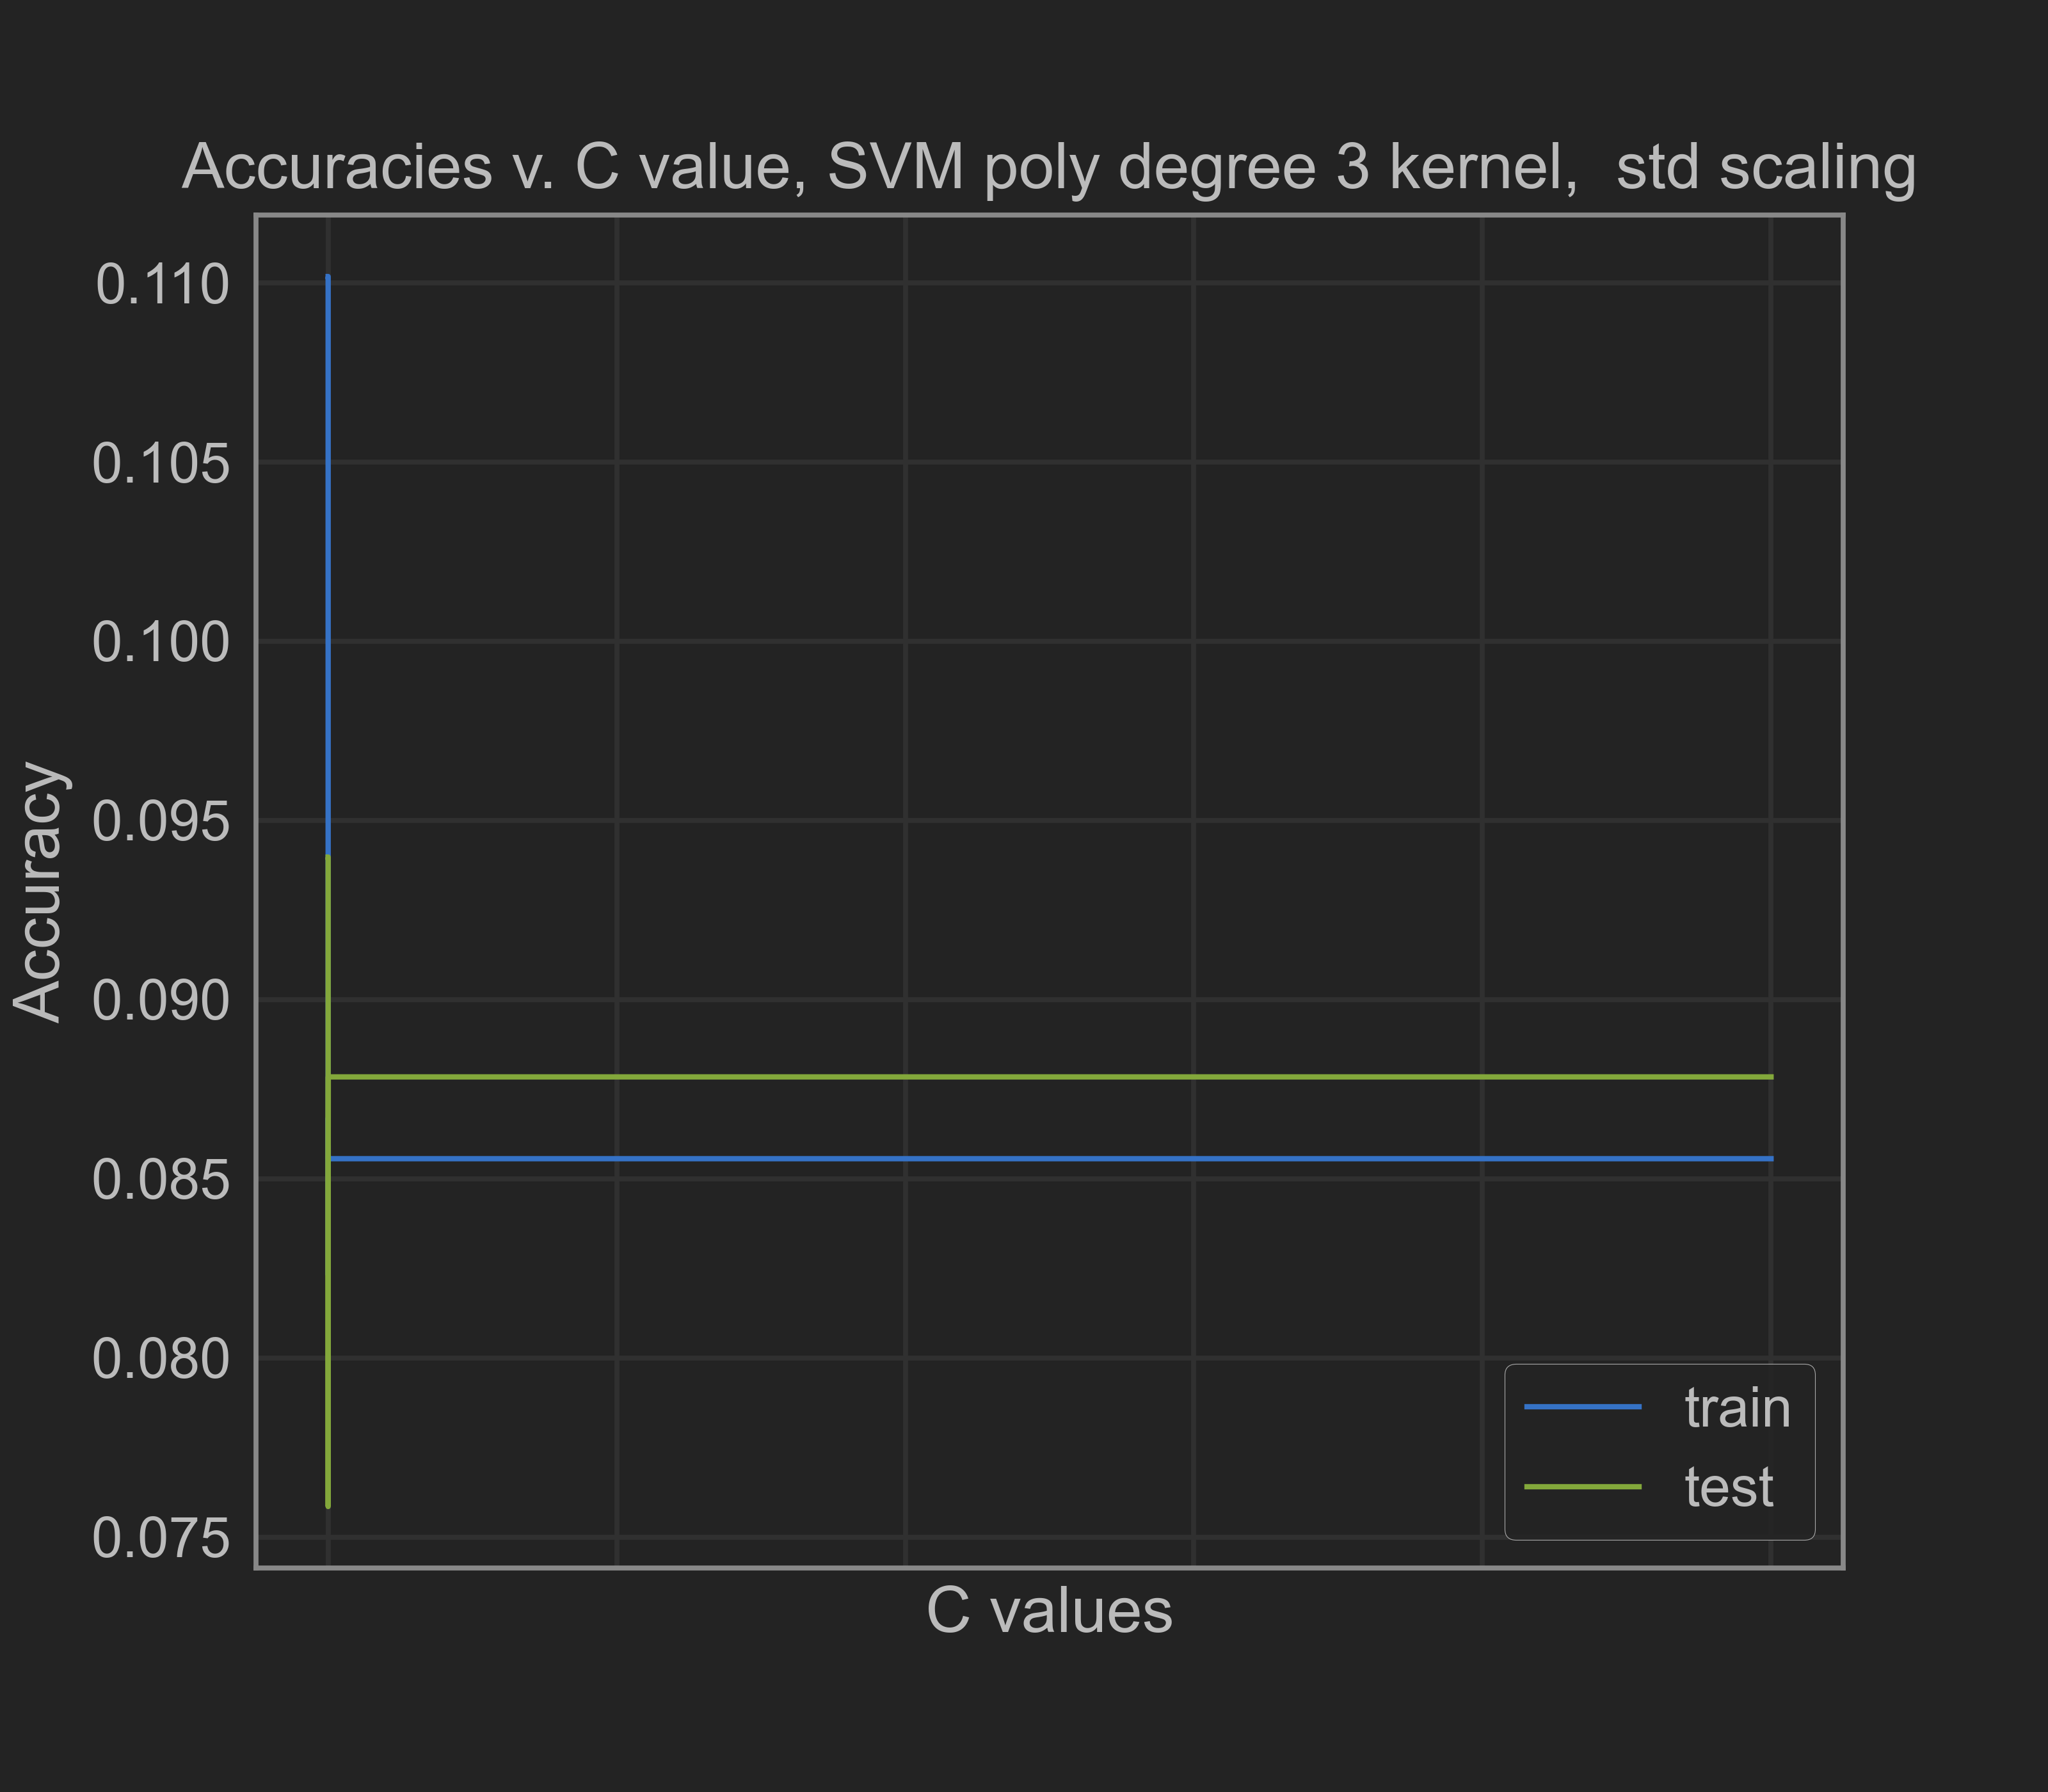 Accuracies v. C value, SVM poly degree 3 kernel,  std scaling
0.110
0.105
0.100
0.095
0.090
0.085
0.080
0.075
Accuracy
train
test
C values